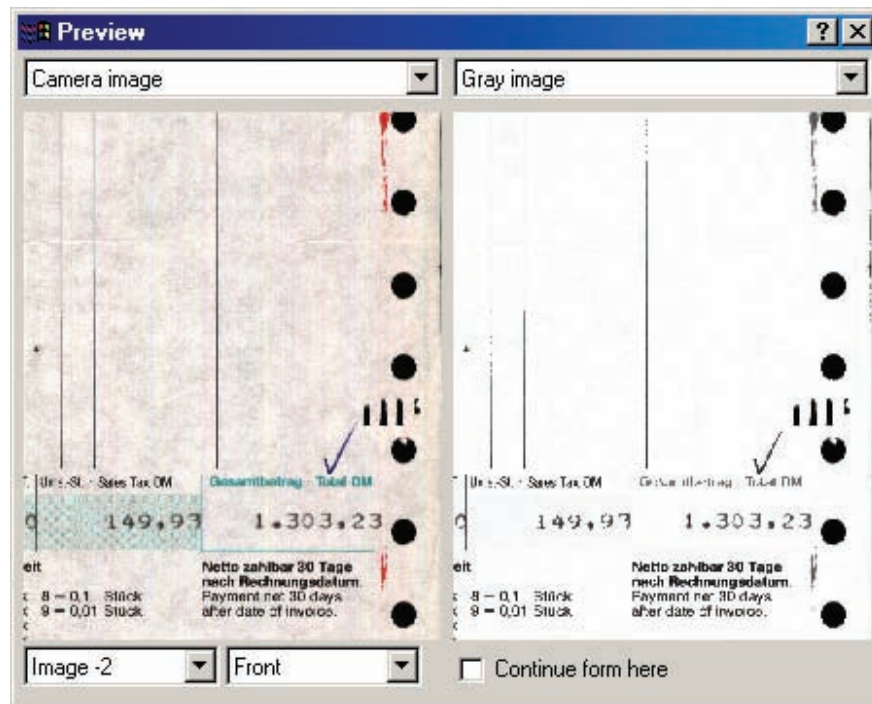 Preview
Camera image
Gray image
Sales Tax DM
Gesamtbetrag Total DM
149,93
1.303,23
eit
Netto zahlbar 30 Tage
nach Rechnungsdatum.
8 = 0,1 Stück
Payment net 30 days
9 = 0,01 Stück
after date of invoice.
Sales Tax DM
Gesamtbetrag Total DM
149,93
1.303,23
eit
Netto zahlbar 30 Tage
nach Rechnungsdatum.
8 = 0,1 Stück
Payment net 30 days
9 = 0,01 Stück
after date of invoice.
Image -2
Front
Continue form here